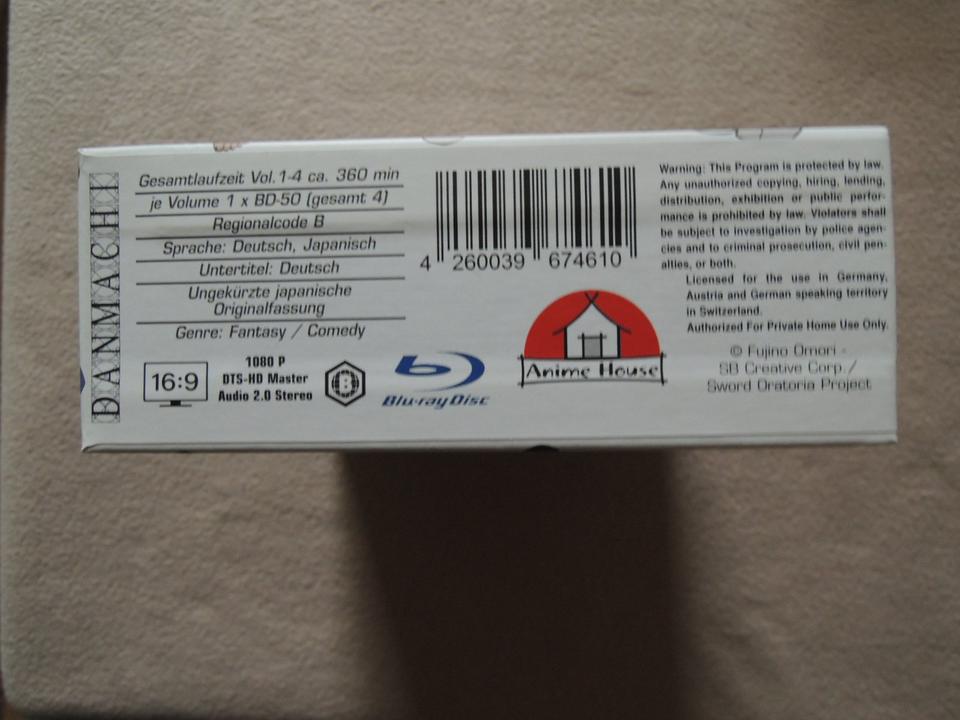 DANMACHI
Gesamtlaufzeit Vol.1-4 ca. 360 min
je Volume 1 x BD-50 (gesamt 4)
Regionalcode B
Sprache: Deutsch, Japanisch
Untertitel: Deutsch
Ungekürzte japanische
Originalfassung
Genre: Fantasy / Comedy
16:9
1080 P
DTS-HD Master
Audio 2.0 Stereo
B
Blu-ray Disc
4 260039 674610
Anime House
Warning: This Program is protected by law.
Any unauthorized copying, hiring, lending,
distribution, exhibition or public perfor-
mance is prohibited by law. Violators shall
be subject to investigation by police agen-
cies and to criminal prosecution, civil pen-
alties, or both.
Licensed for the use in Germany,
Austria and German speaking territory
in Switzerland.
Authorized For Private Home Use Only.
© Fujino Omori -
SB Creative Corp./
Sword Oratoria Project